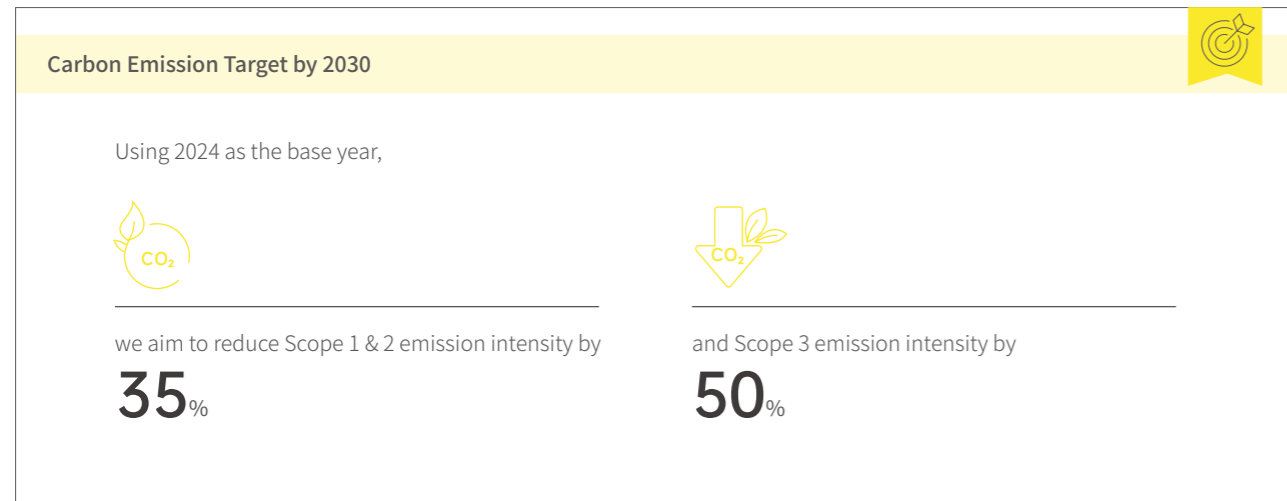 Carbon Emission Target by 2030
Using 2024 as the base year,
CO₂
we aim to reduce Scope 1 & 2 emission intensity by
35%
CO₂
and Scope 3 emission intensity by
50%